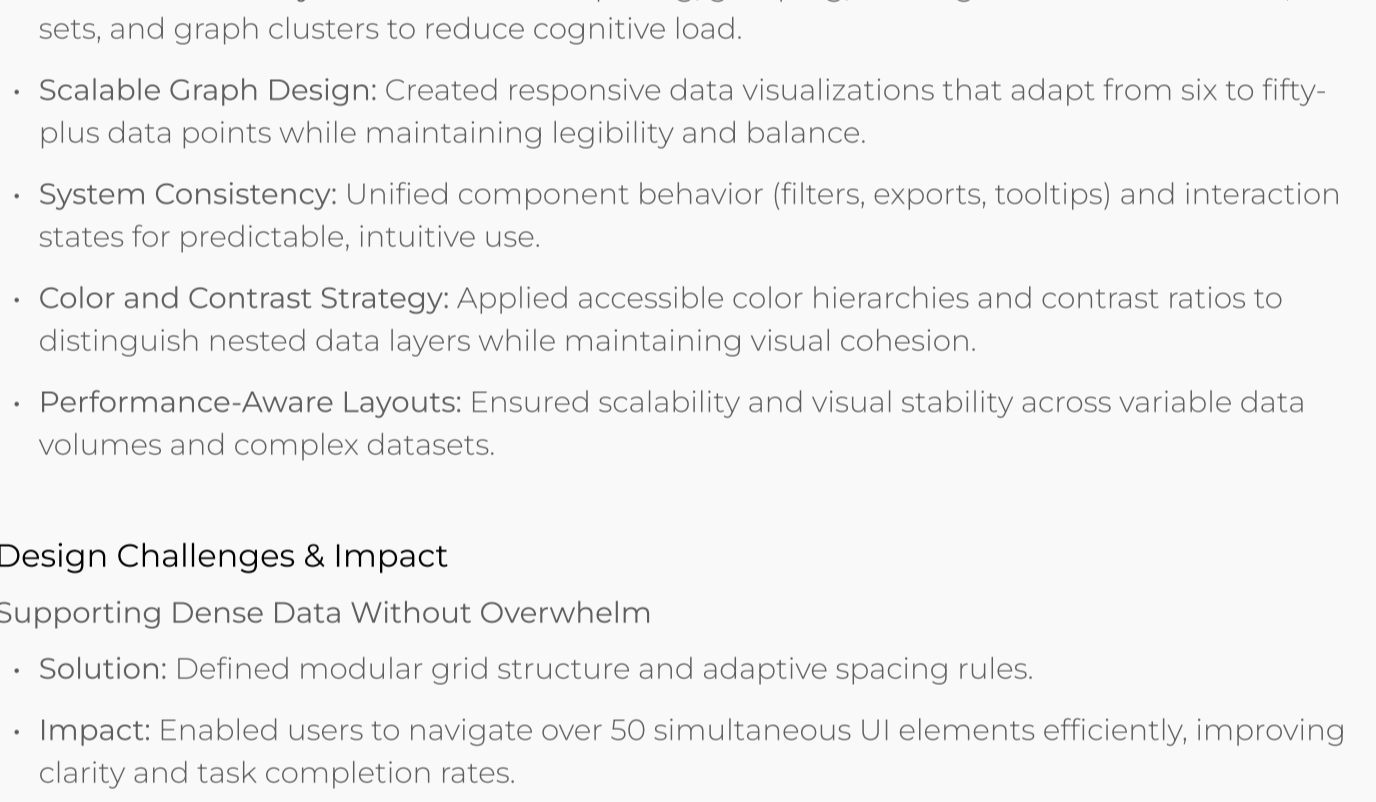 sets, and graph clusters to reduce cognitive load.
• Scalable Graph Design: Created responsive data visualizations that adapt from six to fifty-
plus data points while maintaining legibility and balance.
• System Consistency: Unified component behavior (filters, exports, tooltips) and interaction
states for predictable, intuitive use.
• Color and Contrast Strategy: Applied accessible color hierarchies and contrast ratios to
distinguish nested data layers while maintaining visual cohesion.
• Performance-Aware Layouts: Ensured scalability and visual stability across variable data
volumes and complex datasets.
Design Challenges & Impact
Supporting Dense Data Without Overwhelm
• Solution: Defined modular grid structure and adaptive spacing rules.
• Impact: Enabled users to navigate over 50 simultaneous UI elements efficiently, improving
clarity and task completion rates.